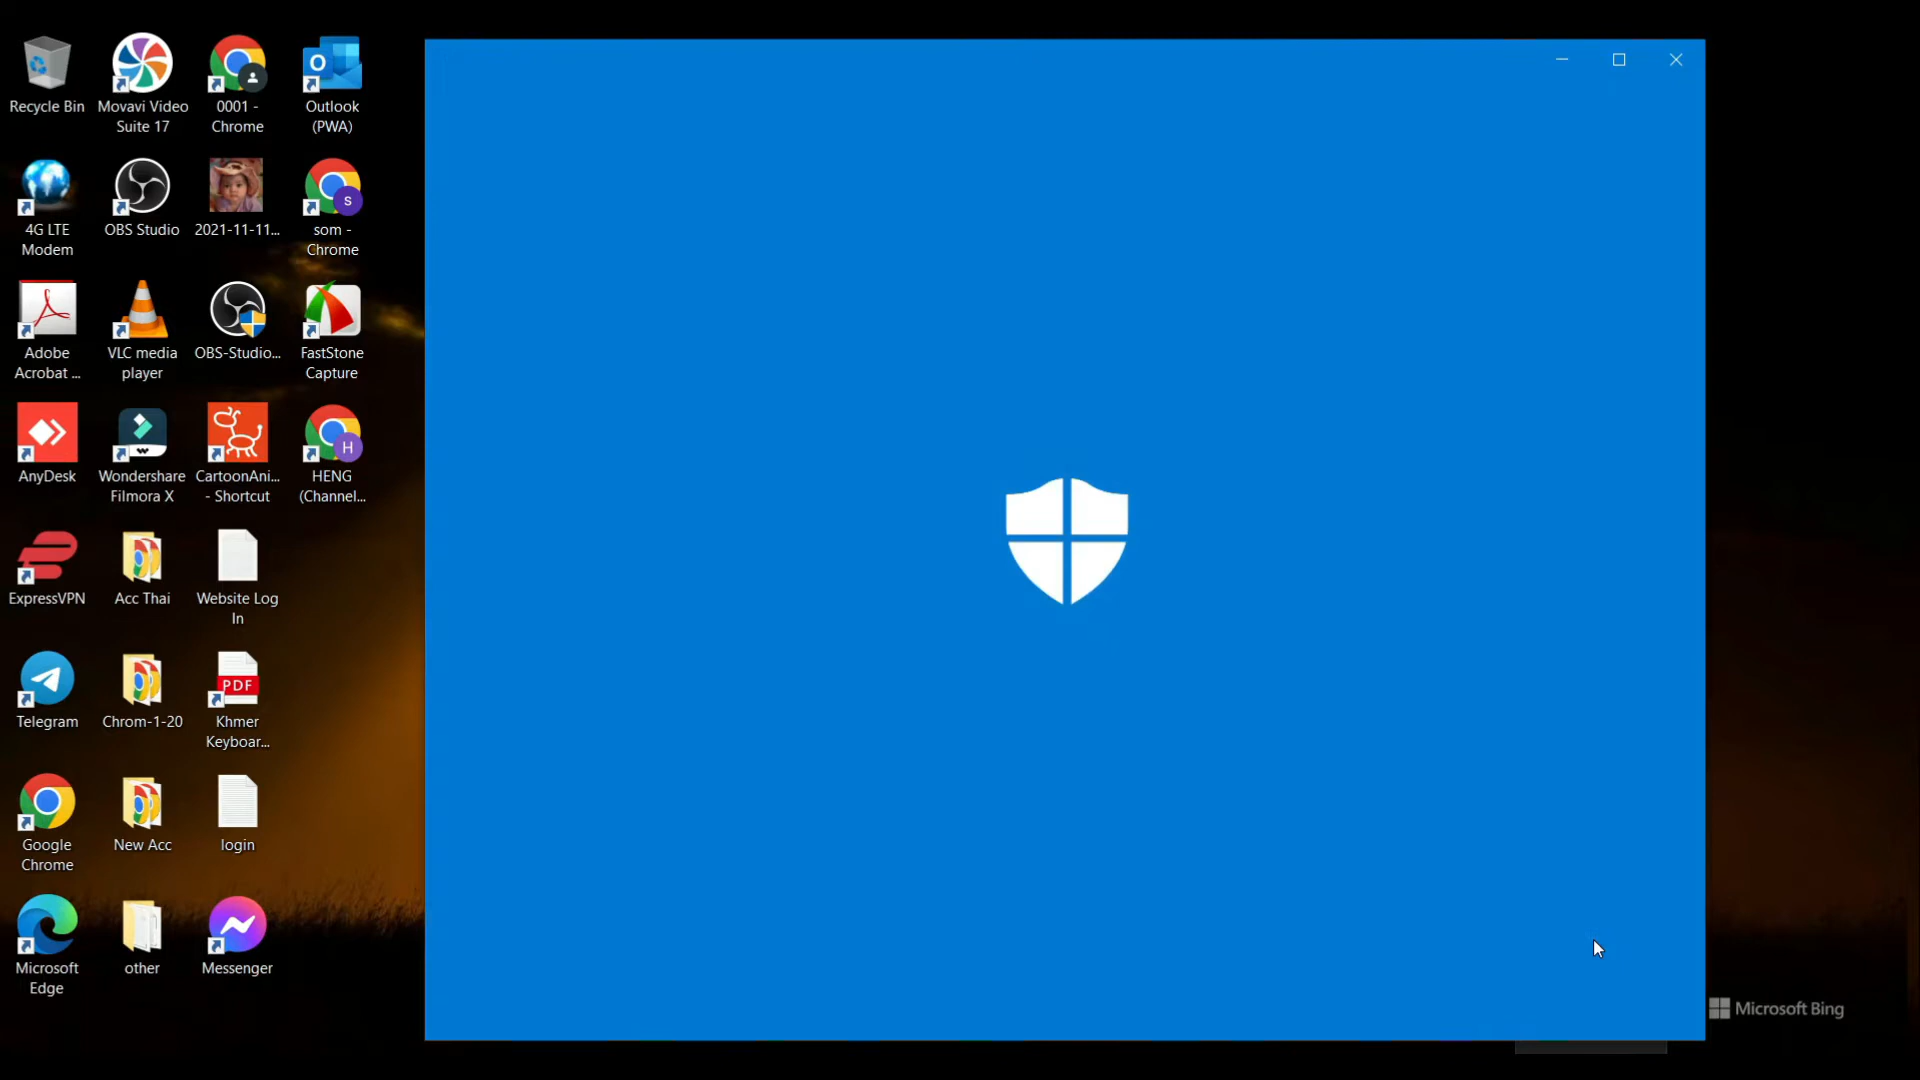 Recycle Bin
Movavi Video
Suite 17
0001 -
Chrome
Outlook
(PWA)
4G LTE
Modem
OBS Studio
2021-11-11...
som -
Chrome
Adobe
Acrobat ...
VLC media
player
OBS-Studio...
FastStone
Capture
AnyDesk
Wondershare
Filmora X
CartoonAni...
- Shortcut
HENG
(Channel...
ExpressVPN
Acc Thai
Website Log
In
Telegram
Chrom-1-20
PDF
Khmer
Keyboar...
Google
Chrome
New Acc
login
Microsoft
Edge
other
Messenger
Microsoft Bing